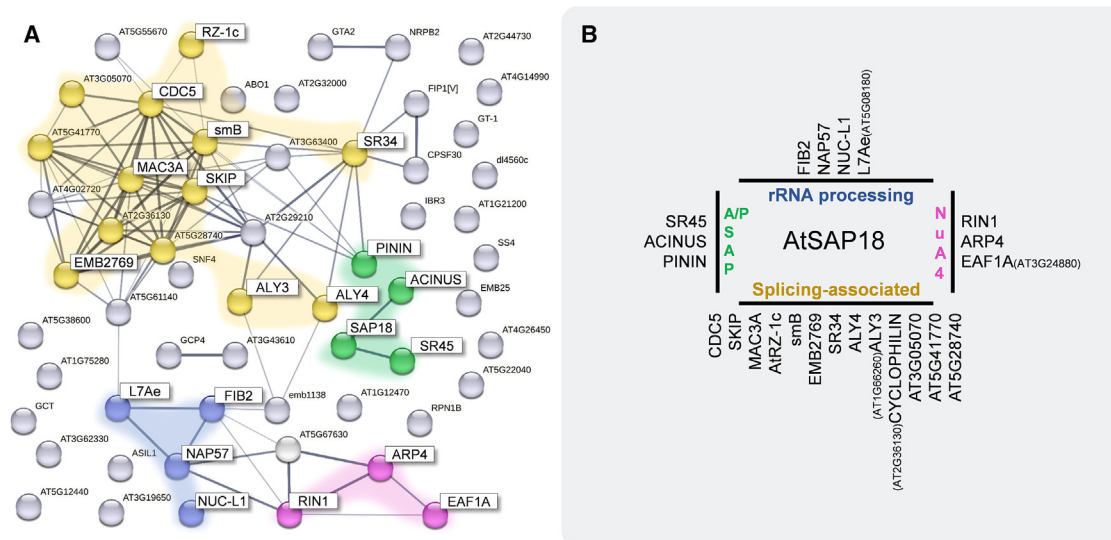 A
AT5G55670
RZ-1c
GTA2
NRPB2
AT2G44730
AT3G05070
CDC5
ABO1
AT2G32000
FIP1[V]
AT4G14990
AT5G41770
smB
AT3G63400
SR34
GT-1
MAC3A
SKIP
CPSF30
dl4560c
AT4G02720
AT2G36130
AT2G29210
IBR3
AT1G21200
AT5G28740
EMB2769
SNF4
PININ
SS4
ACINUS
ALY3
ALY4
EMB25
AT5G61140
SAP18
AT5G38600
GCP4
AT3G43610
SR45
AT4G26450
AT1G75280
AT5G22040
L7Ae
FIB2
emb1138
AT1G12470
GCT
RPN1B
AT3G62330
ASIL1
NAP57
AT5G67630
ARP4
AT5G12440
AT3G19650
NUC-L1
RIN1
EAF1A
B
FIB2
NAP57
NUC-L1
L7Ae(AT5G08180)
rRNA processing
SR45
ACINUS
PININ
A/P
S
A
P
AtSAP18
N
u
A
4
RIN1
ARP4
EAF1A(AT3G24880)
Splicing-associated
CDC5
SKIP
MAC3A
AtRZ-1c
smB
EMB2769
SR34
ALY4
(AT1G66260)ALY3
(AT2G36130)CYCLOPHILIN
AT3G05070
AT5G41770
AT5G28740